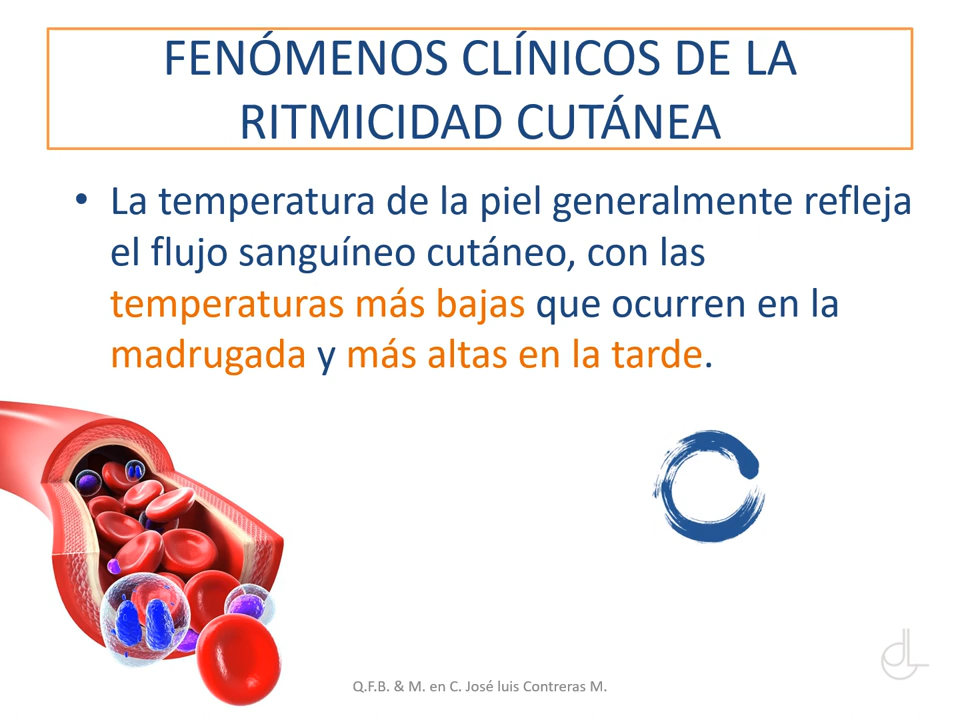 FENÓMENOS CLÍNICOS DE LA
RITMICIDAD CUTÁNEA
• La temperatura de la piel generalmente refleja
el flujo sanguíneo cutáneo, con las
temperaturas más bajas que ocurren en la
madrugada y más altas en la tarde.
Q.F.B. & M. en C. José luis Contreras M.